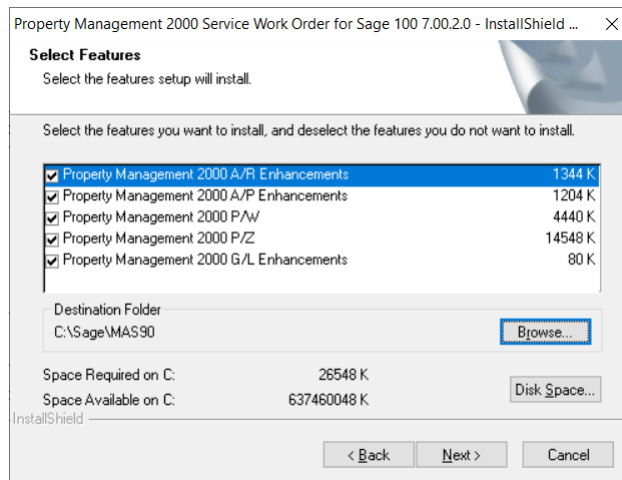 Property Management 2000 Service Work Order for Sage 100 7.00.2.0 - InstallShield ...
Select Features
Select the features setup will install.
Select the features you want to install, and deselect the features you do not want to install.
Property Management 2000 A/R Enhancements 1344 K
Property Management 2000 A/P Enhancements 1204 K
Property Management 2000 P/W 4440 K
Property Management 2000 P/Z 14548 K
Property Management 2000 G/L Enhancements 80 K
Destination Folder
C:\Sage\MAS90 Browse...
Space Required on C: 26548 K
Space Available on C: 637460048 K
Disk Space...
InstallShield
< Back Next > Cancel